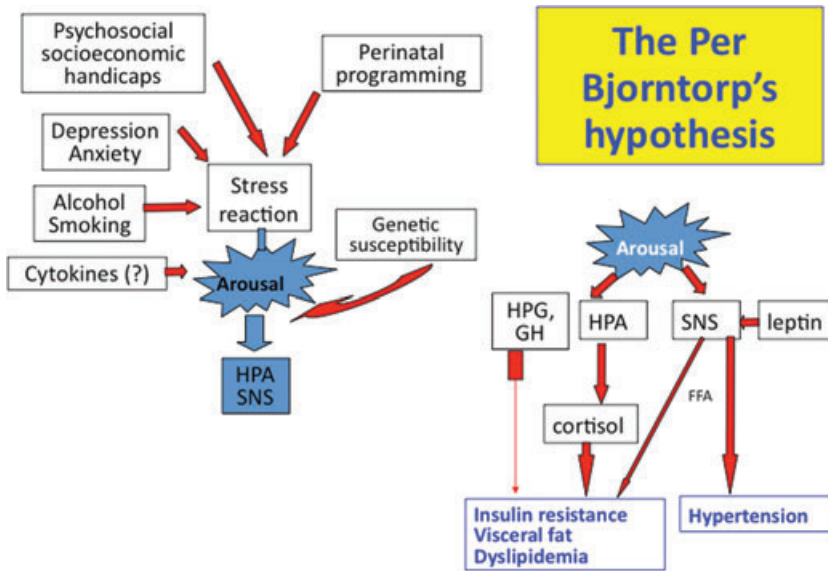 Psychosocial
socioeconomic
handicaps
Perinatal
programming
The Per
Bjorntorp's
hypothesis
Depression
Anxiety
Stress
reaction
Alcohol
Smoking
Genetic
susceptibility
Cytokines (?)
Arousal
HPA
SNS
Arousal
HPG,
GH
HPA
SNS
leptin
FFA
cortisol
Insulin resistance
Visceral fat
Dyslipidemia
Hypertension